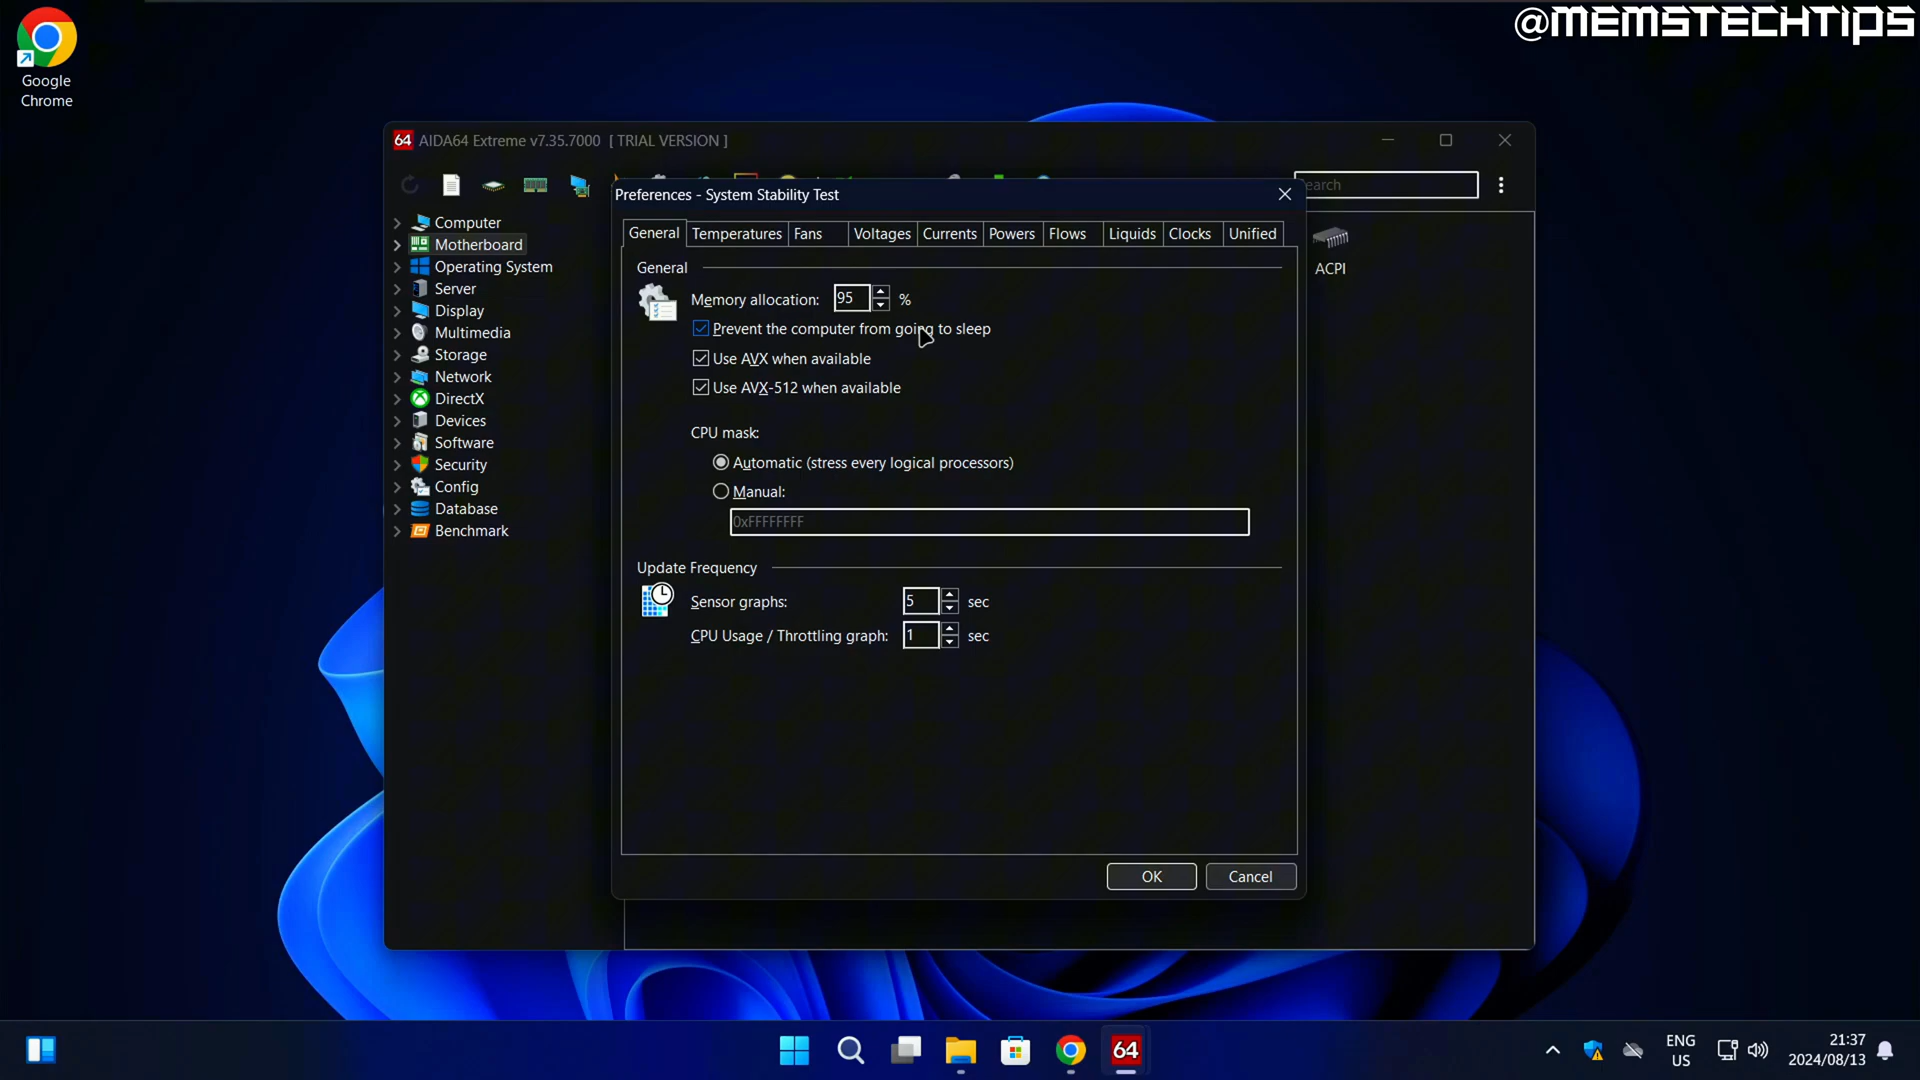 @MEMSTECHTIPS
Google
Chrome
64 AIDA64 Extreme v7.35.7000 [ TRIAL VERSION ]
Preferences - System Stability Test
earch
General Temperatures Fans Voltages Currents Powers Flows Liquids Clocks Unified
Computer
Motherboard
Operating System
Server
Display
Multimedia
Storage
Network
DirectX
Devices
Software
Security
Config
Database
Benchmark
General
Memory allocation: 95 %
Prevent the computer from going to sleep
Use AVX when available
Use AVX-512 when available
CPU mask:
Automatic (stress every logical processors)
Manual:
0xFFFFFFFF
Update Frequency
Sensor graphs: 5 sec
CPU Usage / Throttling graph: 1 sec
OK Cancel
ACPI
64
ENG
US
21:37
2024/08/13